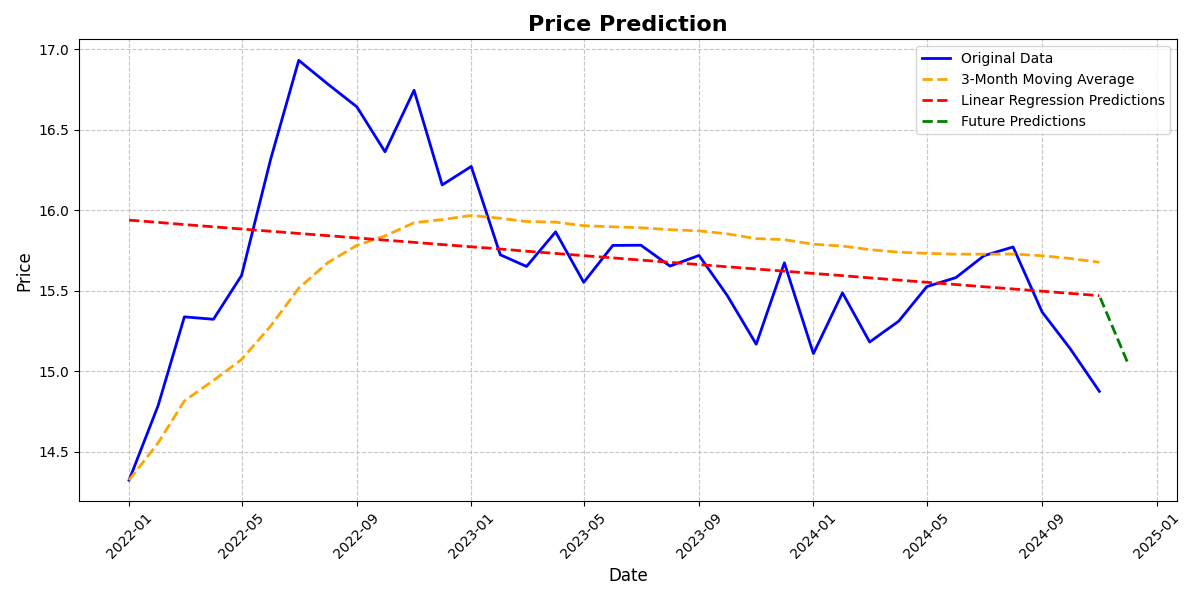 Price Prediction
Price
17.0
16.5
16.0
15.5
15.0
14.5
Original Data
3-Month Moving Average
Linear Regression Predictions
Future Predictions
2022-01
2022-05
2022-09
2023-01
2023-05
2023-09
2024-01
2024-05
2024-09
2025-01
Date